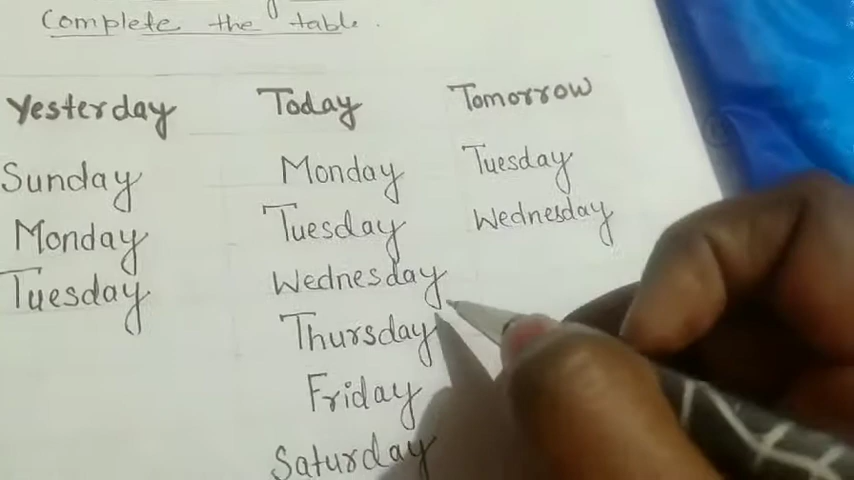 Complete the table.
Yesterday Today Tomorrow
Sunday Monday Tuesday
Monday Tuesday Wednesday
Tuesday Wednesday
Thursday
Friday
Saturday